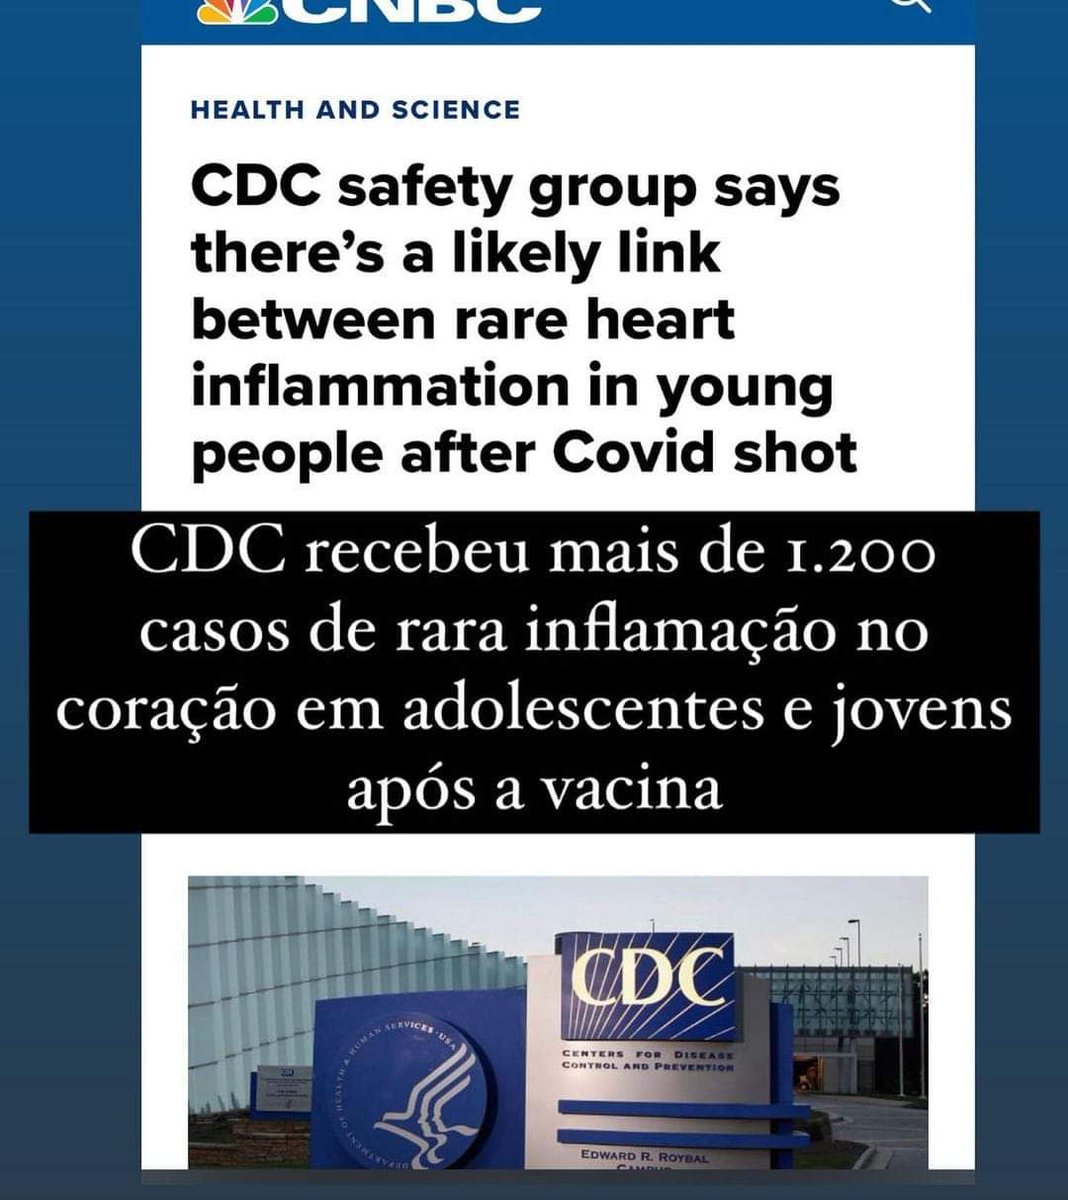 CNBC
HEALTH AND SCIENCE
CDC safety group says
there’s a likely link
between rare heart
inflammation in young
people after Covid shot
CDC recebeu mais de 1.200
casos de rara inflamação no
coração em adolescentes e jovens
após a vacina
CDC
CENTERS FOR DISEASE
CONTROL AND PREVENTION
DEPARTMENT OF HEALTH & HUMAN SERVICES·USA
CDC
EDWARD R. ROYBAL
CAMPUS